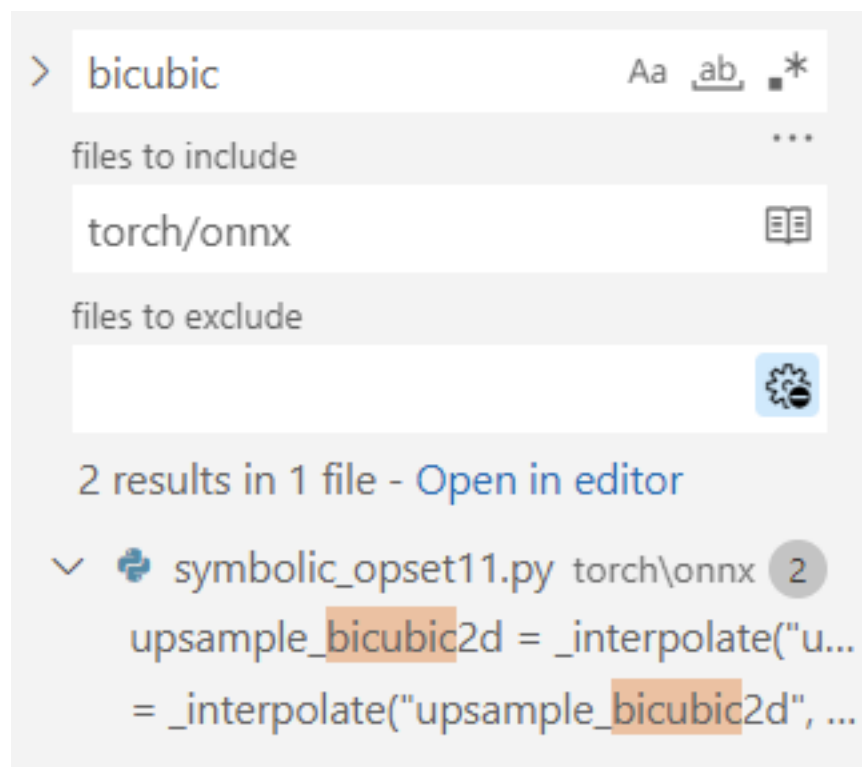 bicubic Aa ab .*
files to include ...
torch/onnx
files to exclude
2 results in 1 file - Open in editor
symbolic_opset11.py torch\onnx 2
upsample_bicubic2d = _interpolate("u...
= _interpolate("upsample_bicubic2d", ...